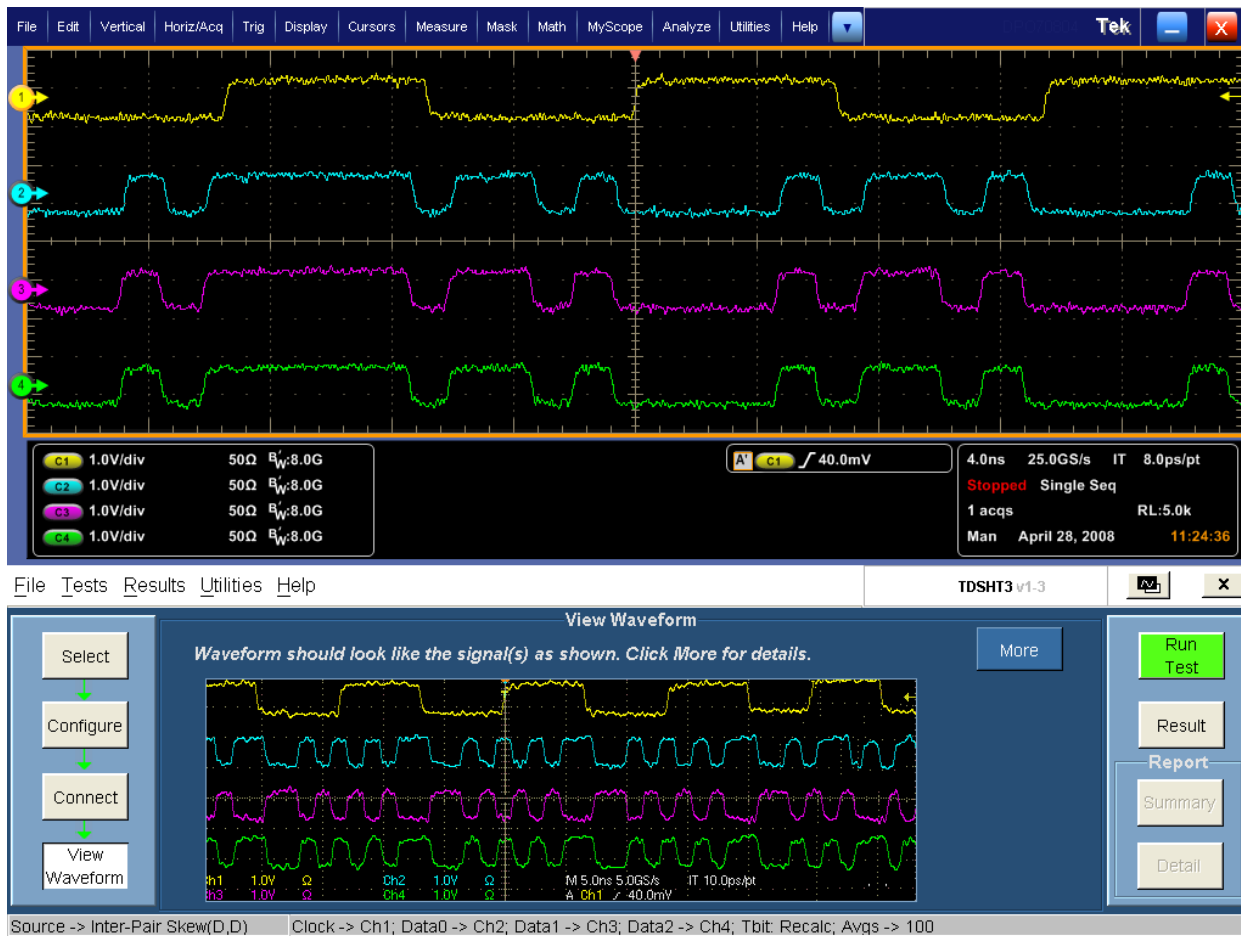 File Edit Vertical Horiz/Acq Trig Display Cursors Measure Mask Math MyScope Analyze Utilities Help Tek X
1
2
3
4
C1 1.0V/div 50Ω B'W:8.0G
C2 1.0V/div 50Ω B'W:8.0G
C3 1.0V/div 50Ω B'W:8.0G
C4 1.0V/div 50Ω B'W:8.0G
A' C1 40.0mV
4.0ns 25.0GS/s IT 8.0ps/pt
Stopped Single Seq
1 acqs RL:5.0k
Man April 28, 2008 11:24:36
File Tests Results Utilities Help TDSHT3 v1-3 x
Select
Configure
Connect
View
Waveform
View Waveform
Waveform should look like the signal(s) as shown. Click More for details.
More
Ch1 1.0V Ω Ch2 1.0V Ω M 5.0ns 5.0GS/s IT 10.0ps/pt
Ch3 1.0V Ω Ch4 1.0V Ω A Ch1 / 40.0mV
Run
Test
Result
Report
Summary
Detail
Source -> Inter-Pair Skew(D,D) Clock -> Ch1; Data0 -> Ch2; Data1 -> Ch3; Data2 -> Ch4; Tbit: Recalc; Avgs -> 100